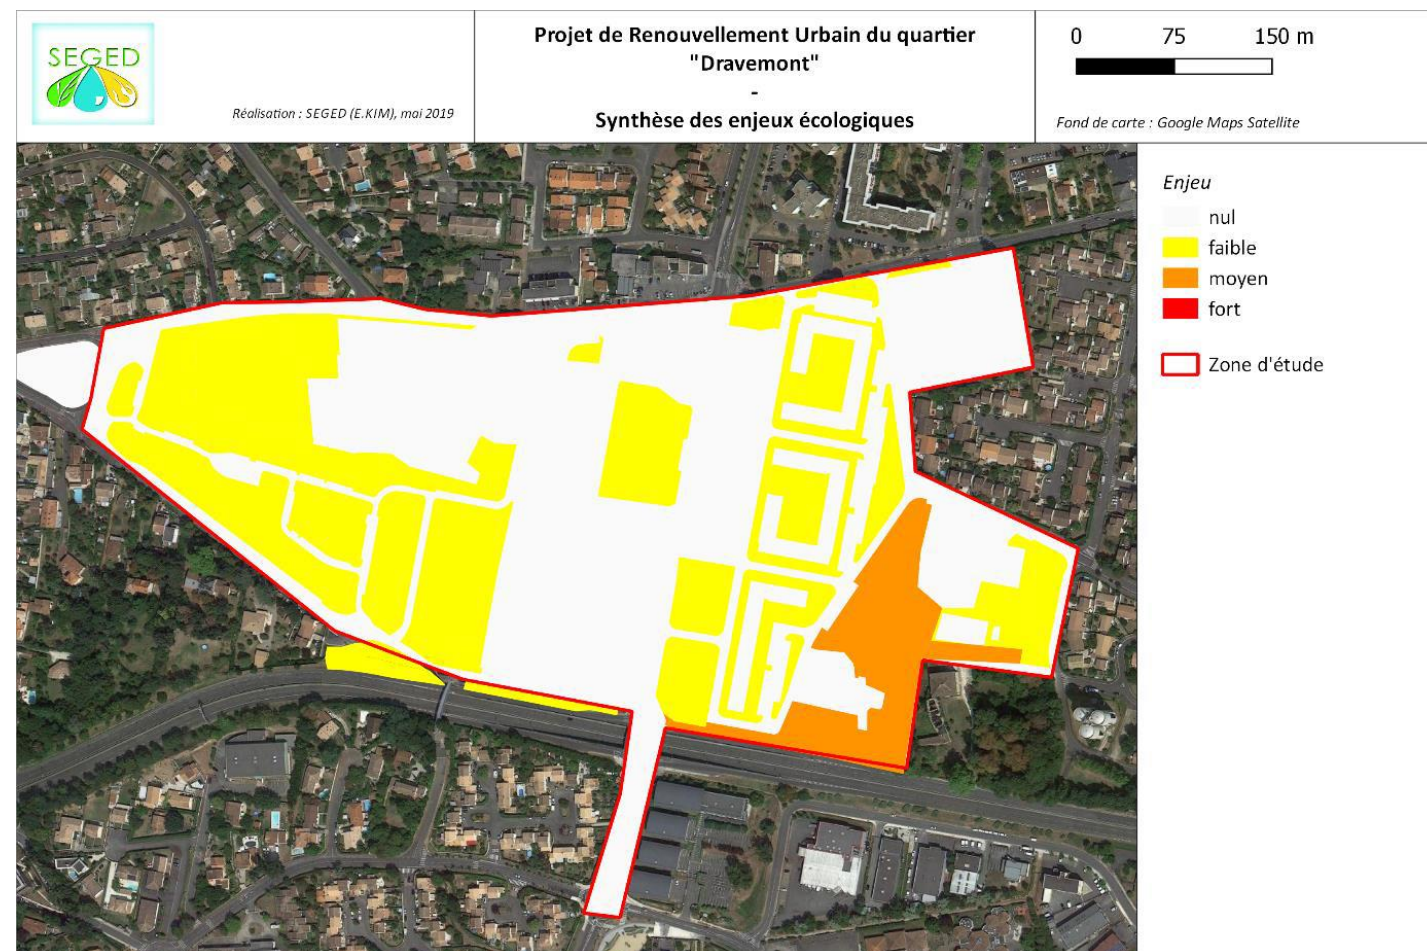 SEGED
Réalisation : SEGED (E.KIM), mai 2019
Projet de Renouvellement Urbain du quartier
"Dravemont"
-
Synthèse des enjeux écologiques
0 75 150 m
Fond de carte : Google Maps Satellite
Enjeu
nul
faible
moyen
fort
Zone d'étude